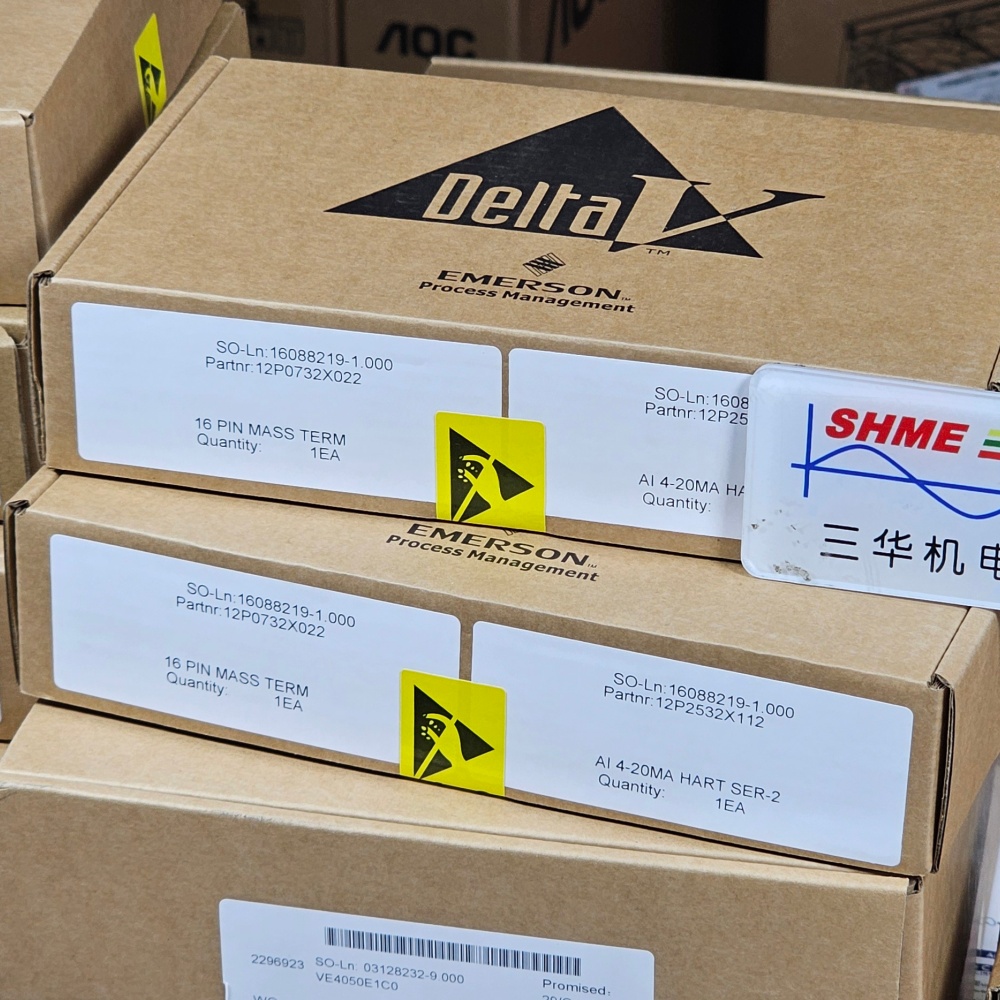 AOC
DeltaV
TM
EMERSON
Process Management
SO-Ln:16088219-1.000
Partnr:12P0732X022
16 PIN MASS TERM
Quantity: 1EA
SO-Ln:1608
Partnr:12P25
AI 4-20MA HA
Quantity:
SHME
三华机电
EMERSON
Process Management
SO-Ln:16088219-1.000
Partnr:12P0732X022
16 PIN MASS TERM
Quantity: 1EA
SO-Ln:16088219-1.000
Partnr:12P2532X112
AI 4-20MA HART SER-2
Quantity: 1EA
2296923 SO-Ln: 03128232-9.000
VE4050E1C0
Promised: